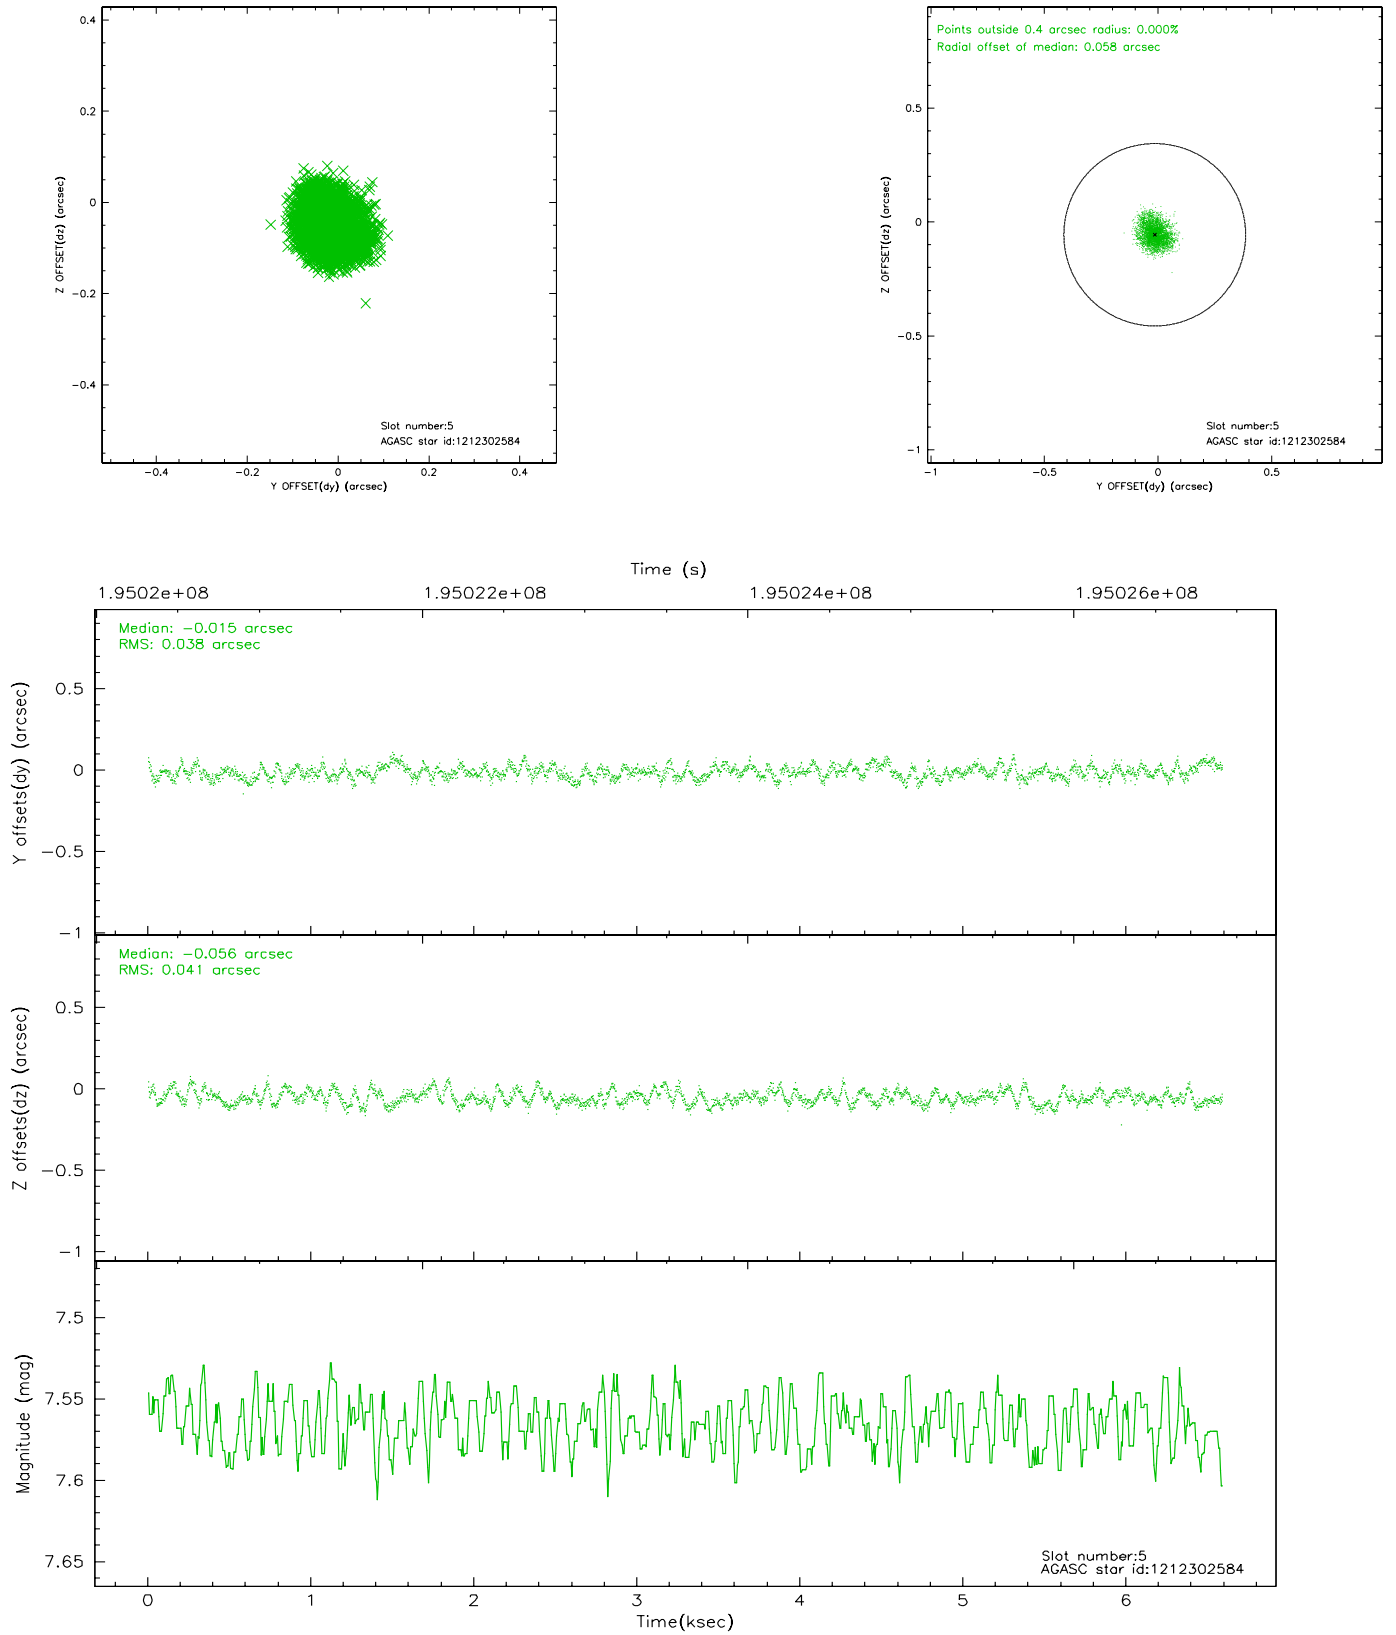 0.4
0.2
0
−0.2
−0.4
−0.4
−0.2
0
0.2
0.4
Z OFFSET(dz) (arcsec)
Y OFFSET(dy) (arcsec)
Slot number:5
AGASC star id:1212302584
Points outside 0.4 arcsec radius: 0.000%
Radial offset of median: 0.058 arcsec
0.5
0
−0.5
−1
−1
−0.5
0
0.5
Z OFFSET(dz) (arcsec)
Y OFFSET(dy) (arcsec)
Slot number:5
AGASC star id:1212302584
Time (s)
1.9502e+08
1.95022e+08
1.95024e+08
1.95026e+08
Median: −0.015 arcsec
RMS: 0.038 arcsec
0.5
0
−0.5
−1
Y offsets(dy) (arcsec)
Median: −0.056 arcsec
RMS: 0.041 arcsec
0.5
0
−0.5
−1
Z offsets(dz) (arcsec)
7.5
7.55
7.6
7.65
Magnitude (mag)
Slot number:5
AGASC star id:1212302584
0
1
2
3
4
5
6
Time(ksec)